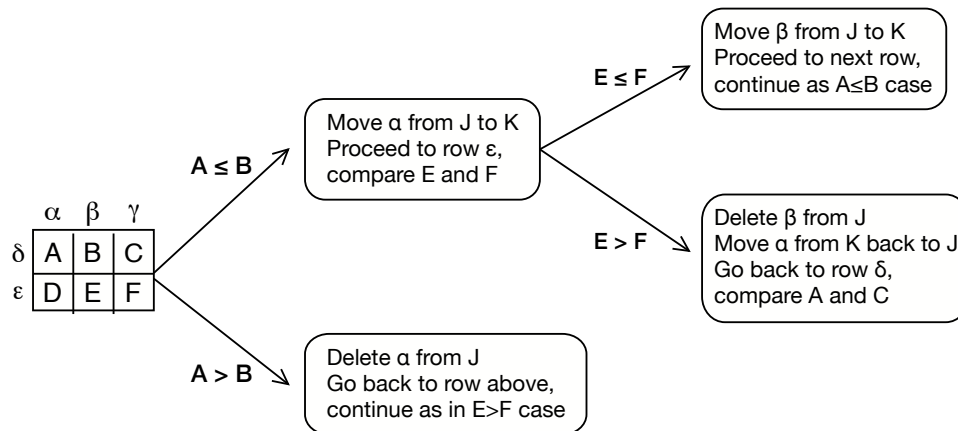 Move β from J to K
Proceed to next row,
continue as A≤B case
E ≤ F
Move α from J to K
Proceed to row ε,
compare E and F
A ≤ B
α β γ
δ A B C
ε D E F
E > F
Delete β from J
Move α from K back to J
Go back to row δ,
compare A and C
A > B
Delete α from J
Go back to row above,
continue as in E>F case